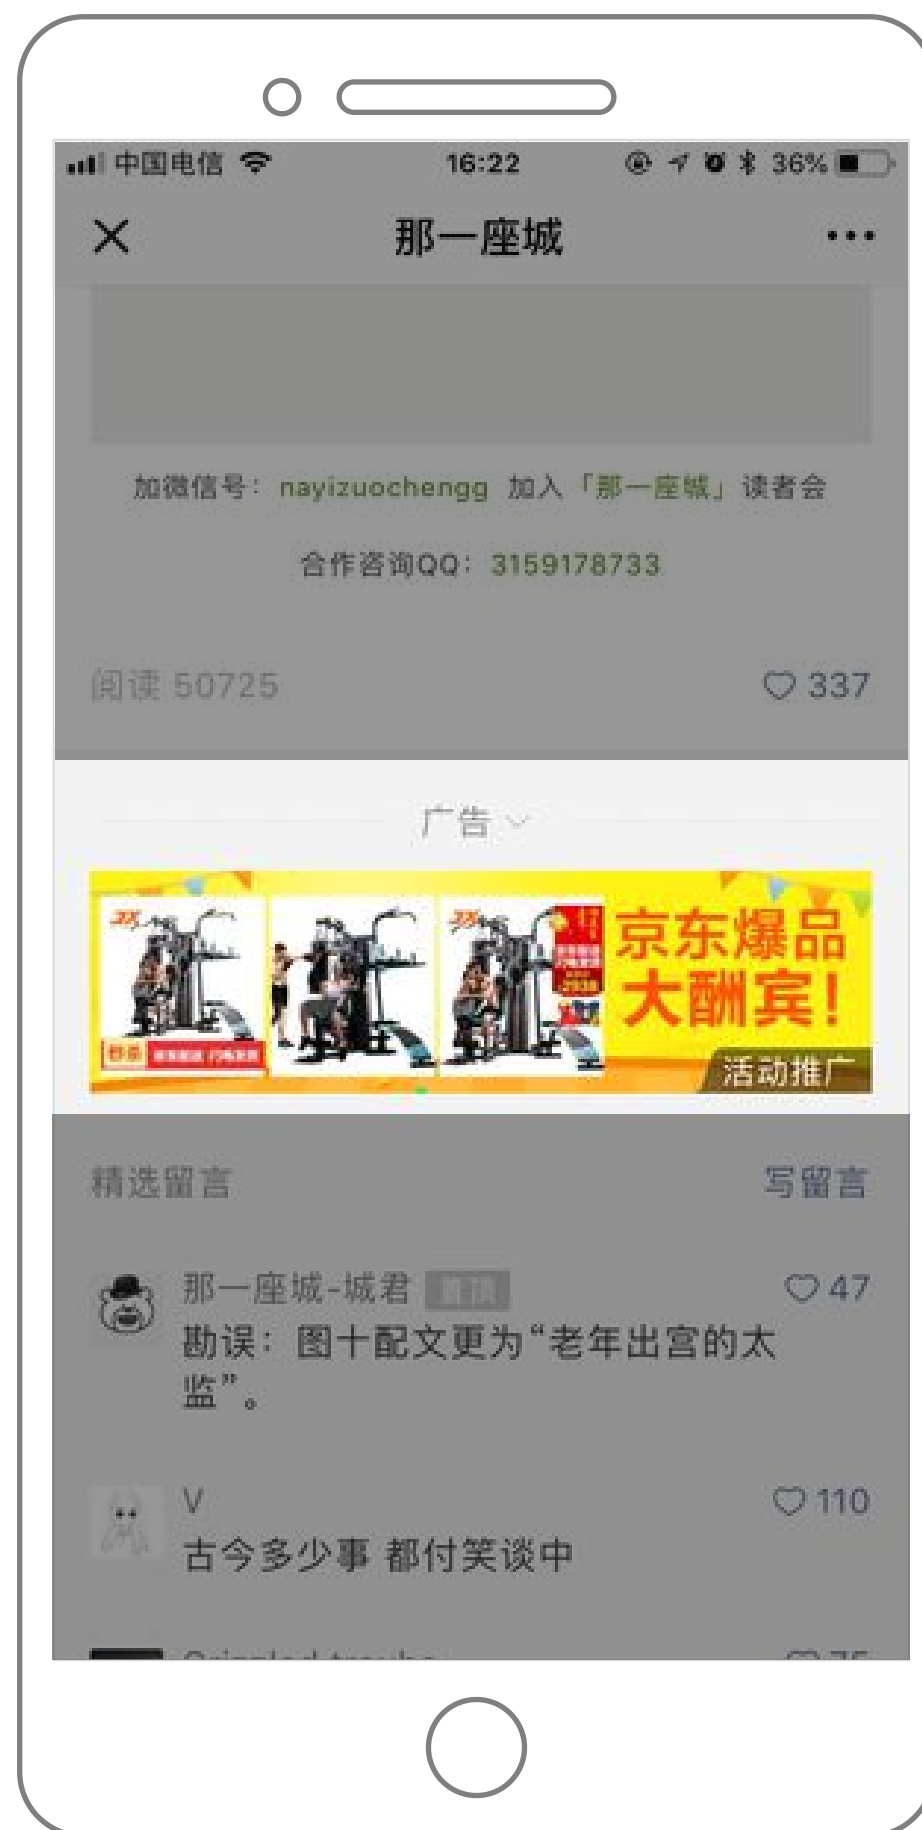 中国电信 16:22 36%
那一座城
加微信号：nayizuochengg 加入「那一座城」读者会
合作咨询QQ：3159178733
阅读 50725 337
广告
京东爆品
大酬宾！
活动推广
精选留言 写留言
那一座城-城君 置顶 47
勘误：图十配文更为“老年出宫的太
监”。
V 110
古今多少事 都付笑谈中